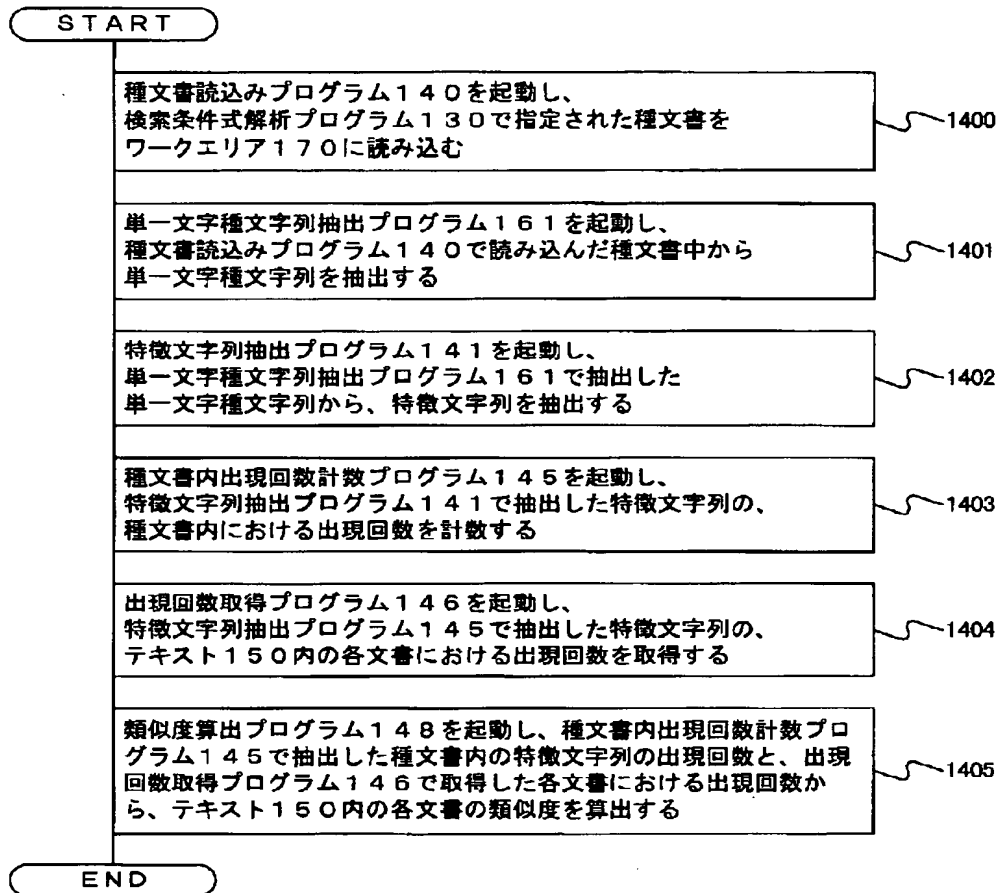 START
種文書読込みプログラム140を起動し、
検索条件式解析プログラム130で指定された種文書を
ワークエリア170に読み込む
1400
単一文字種文字列抽出プログラム161を起動し、
種文書読込みプログラム140で読み込んだ種文書中から
単一文字種文字列を抽出する
1401
特徴文字列抽出プログラム141を起動し、
単一文字種文字列抽出プログラム161で抽出した
単一文字種文字列から、特徴文字列を抽出する
1402
種文書内出現回数計数プログラム145を起動し、
特徴文字列抽出プログラム141で抽出した特徴文字列の、
種文書内における出現回数を計数する
1403
出現回数取得プログラム146を起動し、
特徴文字列抽出プログラム145で抽出した特徴文字列の、
テキスト150内の各文書における出現回数を取得する
1404
類似度算出プログラム148を起動し、種文書内出現回数計数プロ
グラム145で抽出した種文書内の特徴文字列の出現回数と、出現
回数取得プログラム146で取得した各文書における出現回数か
ら、テキスト150内の各文書の類似度を算出する
1405
END